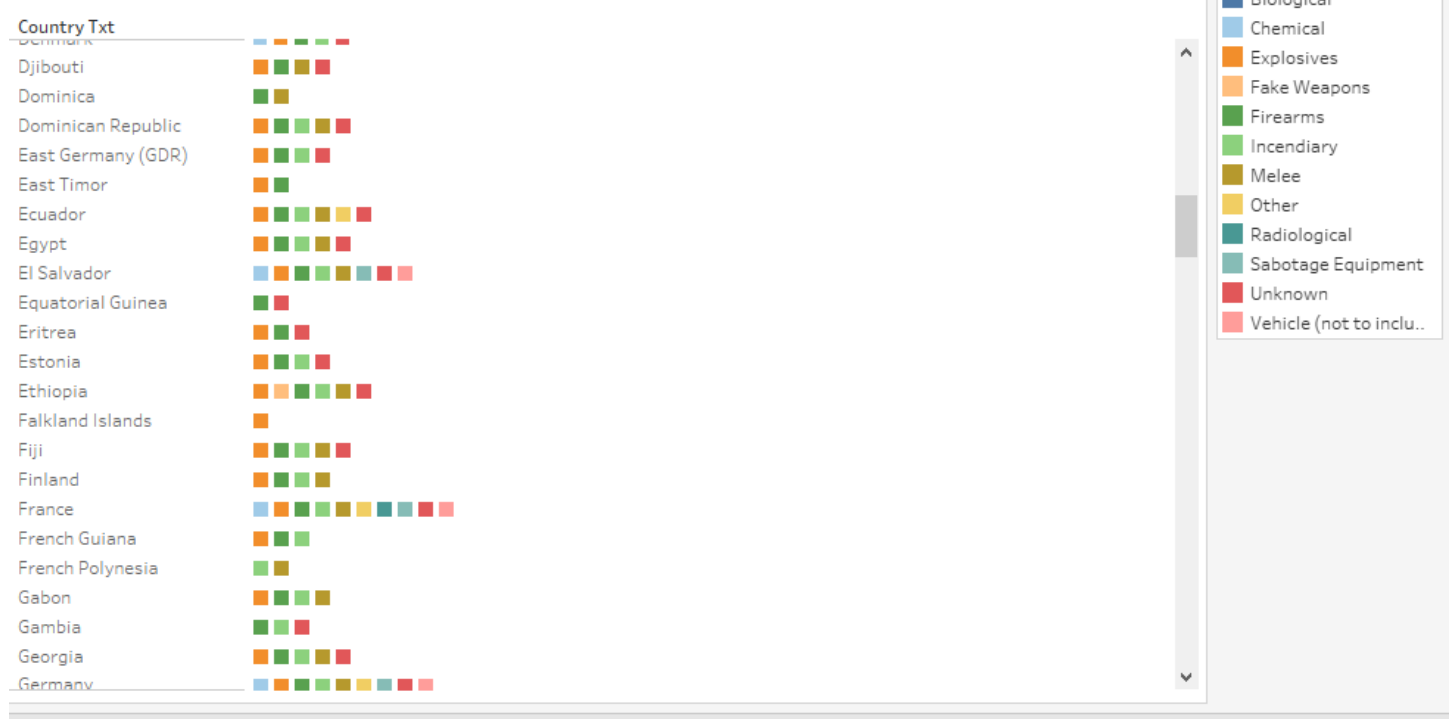 Country Txt
Denmark
Djibouti
Dominica
Dominican Republic
East Germany (GDR)
East Timor
Ecuador
Egypt
El Salvador
Equatorial Guinea
Eritrea
Estonia
Ethiopia
Falkland Islands
Fiji
Finland
France
French Guiana
French Polynesia
Gabon
Gambia
Georgia
Germany
Biological
Chemical
Explosives
Fake Weapons
Firearms
Incendiary
Melee
Other
Radiological
Sabotage Equipment
Unknown
Vehicle (not to inclu..